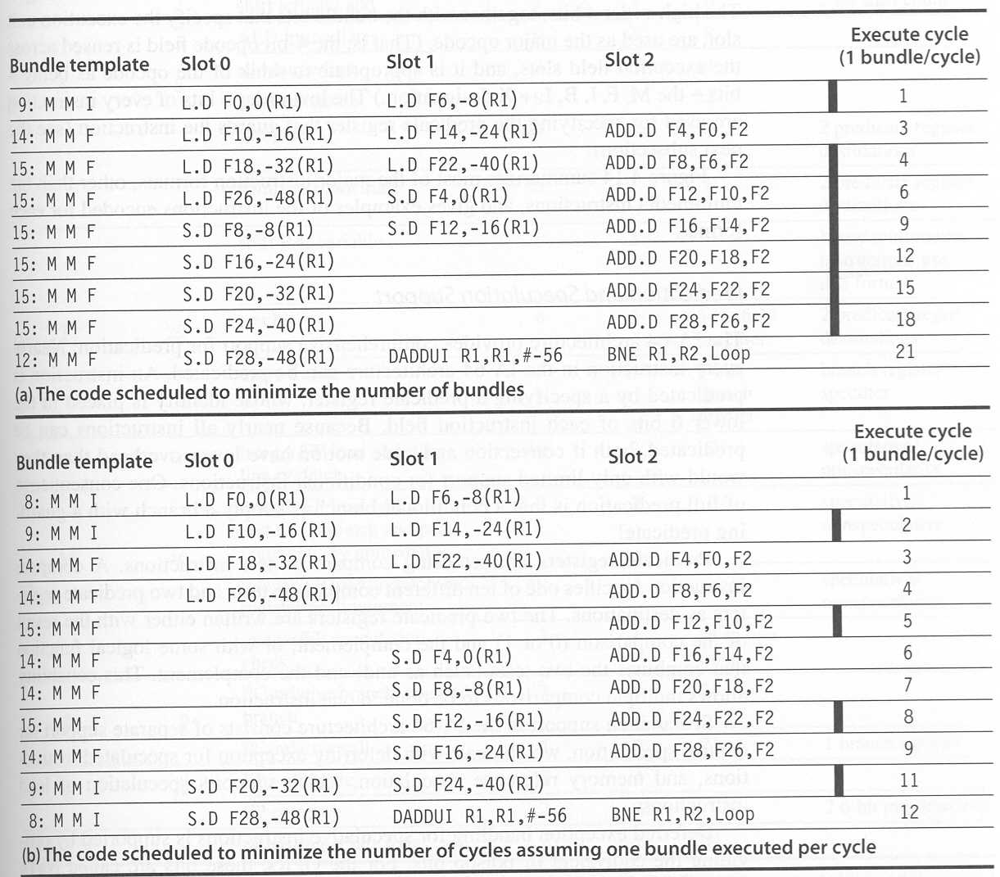 Bundle template Slot 0 Slot 1 Slot 2 Execute cycle (1 bundle/cycle)
9: M M I L.D F0,0(R1) L.D F6,-8(R1) 1
14: M M F L.D F10,-16(R1) L.D F14,-24(R1) ADD.D F4,F0,F2 3
15: M M F L.D F18,-32(R1) L.D F22,-40(R1) ADD.D F8,F6,F2 4
15: M M F L.D F26,-48(R1) S.D F4,0(R1) ADD.D F12,F10,F2 6
15: M M F S.D F8,-8(R1) S.D F12,-16(R1) ADD.D F16,F14,F2 9
15: M M F S.D F16,-24(R1) ADD.D F20,F18,F2 12
15: M M F S.D F20,-32(R1) ADD.D F24,F22,F2 15
15: M M F S.D F24,-40(R1) ADD.D F28,F26,F2 18
12: M M F S.D F28,-48(R1) DADDUI R1,R1,#-56 BNE R1,R2,Loop 21
(a) The code scheduled to minimize the number of bundles
Bundle template Slot 0 Slot 1 Slot 2 Execute cycle (1 bundle/cycle)
8: M M I L.D F0,0(R1) L.D F6,-8(R1) 1
9: M M I L.D F10,-16(R1) L.D F14,-24(R1) 2
14: M M F L.D F18,-32(R1) L.D F22,-40(R1) ADD.D F4,F0,F2 3
14: M M F L.D F26,-48(R1) ADD.D F8,F6,F2 4
15: M M F ADD.D F12,F10,F2 5
14: M M F S.D F4,0(R1) ADD.D F16,F14,F2 6
14: M M F S.D F8,-8(R1) ADD.D F20,F18,F2 7
15: M M F S.D F12,-16(R1) ADD.D F24,F22,F2 8
14: M M F S.D F16,-24(R1) ADD.D F28,F26,F2 9
9: M M I S.D F20,-32(R1) S.D F24,-40(R1) 11
8: M M I S.D F28,-48(R1) DADDUI R1,R1,#-56 BNE R1,R2,Loop 12
(b) The code scheduled to minimize the number of cycles assuming one bundle executed per cycle